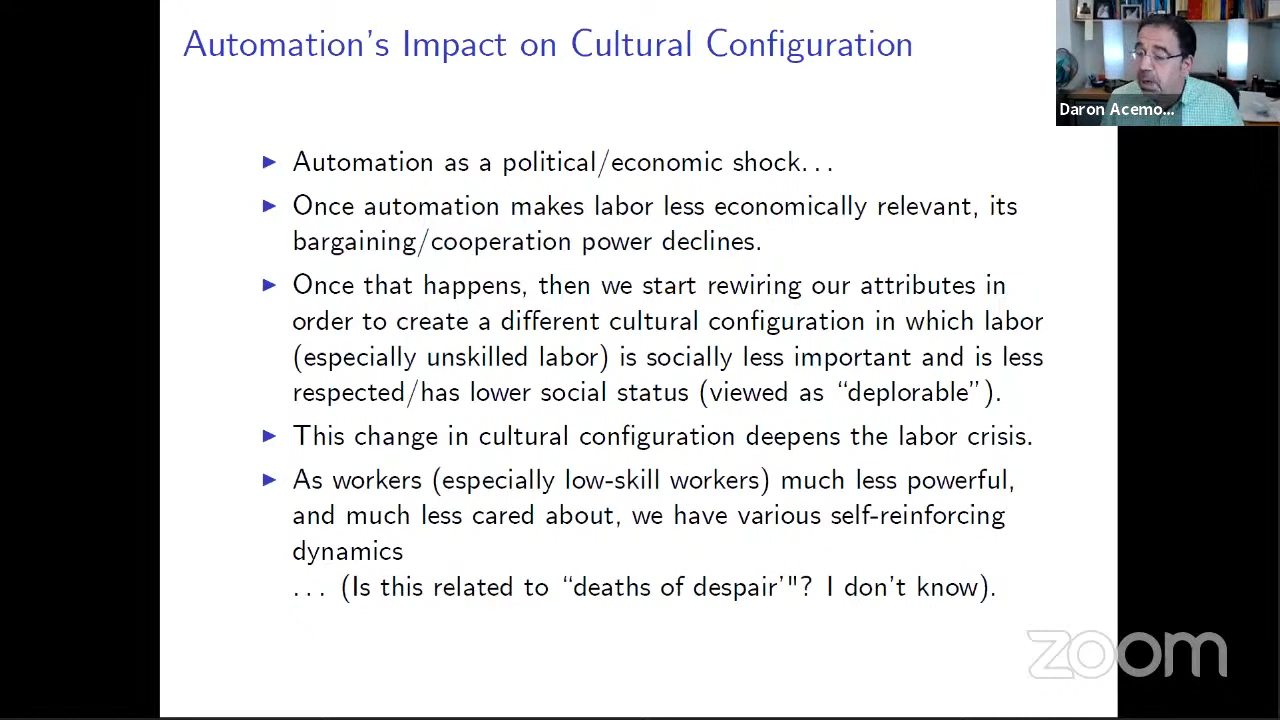 Automation's Impact on Cultural Configuration
Daron Acemo...
▶ Automation as a political/economic shock...
▶ Once automation makes labor less economically relevant, its
bargaining/cooperation power declines.
▶ Once that happens, then we start rewiring our attributes in
order to create a different cultural configuration in which labor
(especially unskilled labor) is socially less important and is less
respected/has lower social status (viewed as “deplorable”).
▶ This change in cultural configuration deepens the labor crisis.
▶ As workers (especially low-skill workers) much less powerful,
and much less cared about, we have various self-reinforcing
dynamics
... (Is this related to “deaths of despair’"? I don't know).
zoom